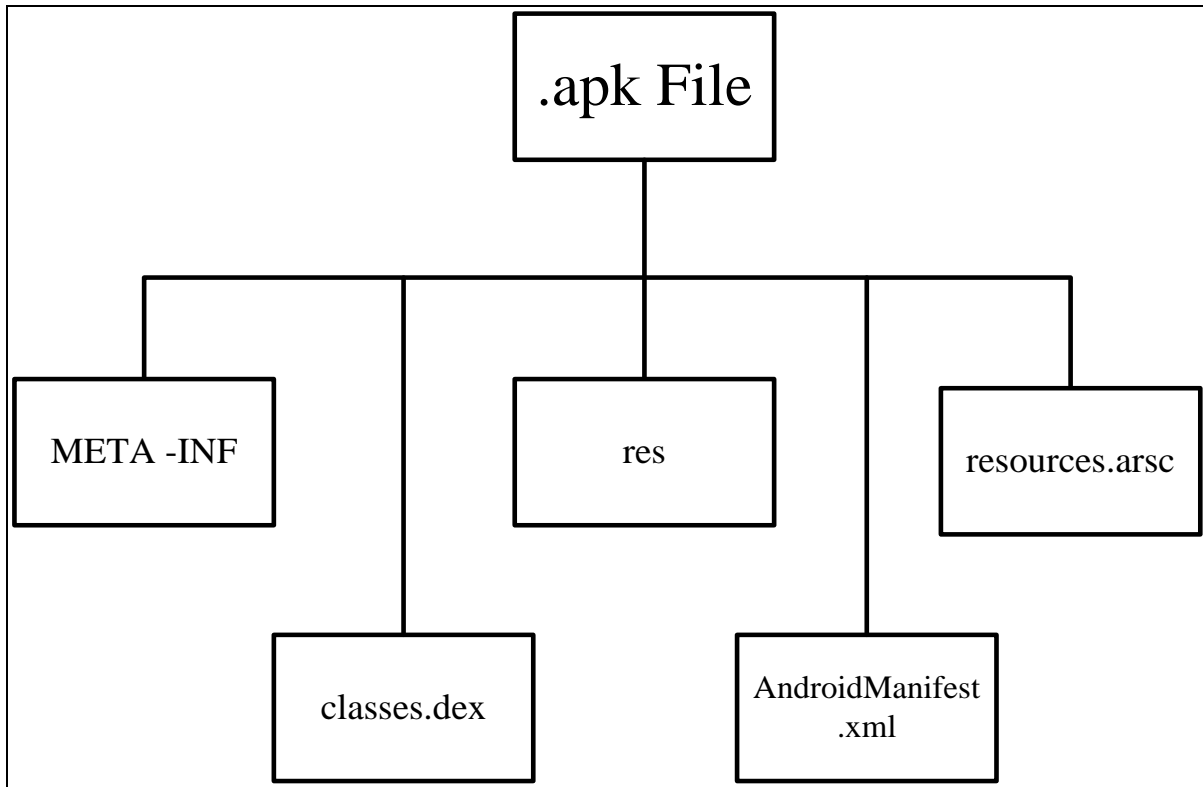 .apk File
META -INF
res
resources.arsc
classes.dex
AndroidManifest
.xml